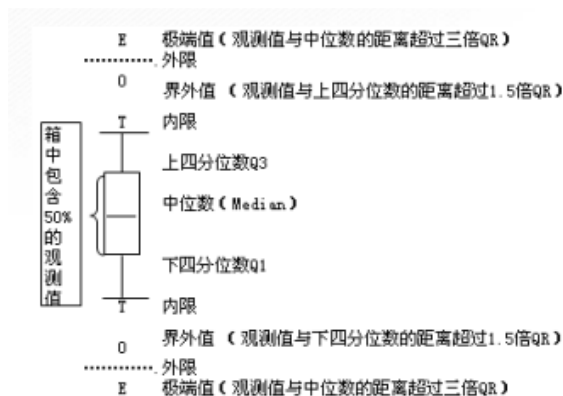 E 极端值(观测值与中位数的距离超过三倍QR)
外限
0 界外值 (观测值与上四分位数的距离超过1.5倍QR)
T 内限
上四分位数Q3
箱中包含50%的观测值
中位数(Median)
下四分位数Q1
T 内限
0 界外值 (观测值与下四分位数的距离超过1.5倍QR)
外限
E 极端值(观测值与中位数的距离超过三倍QR)